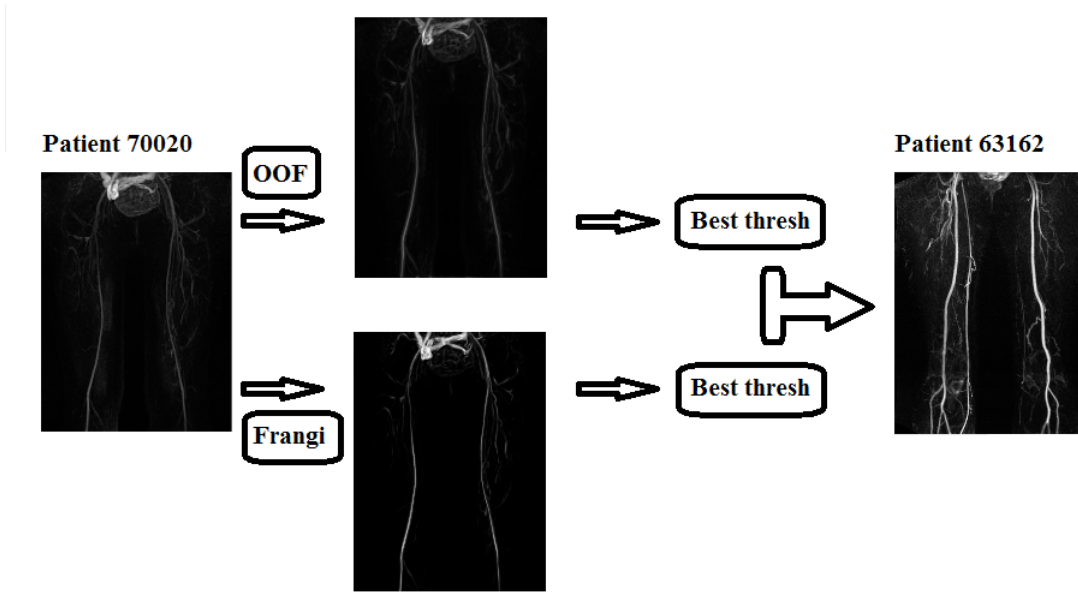 Patient 70020
OOF
Best thresh
Patient 63162
Frangi
Best thresh